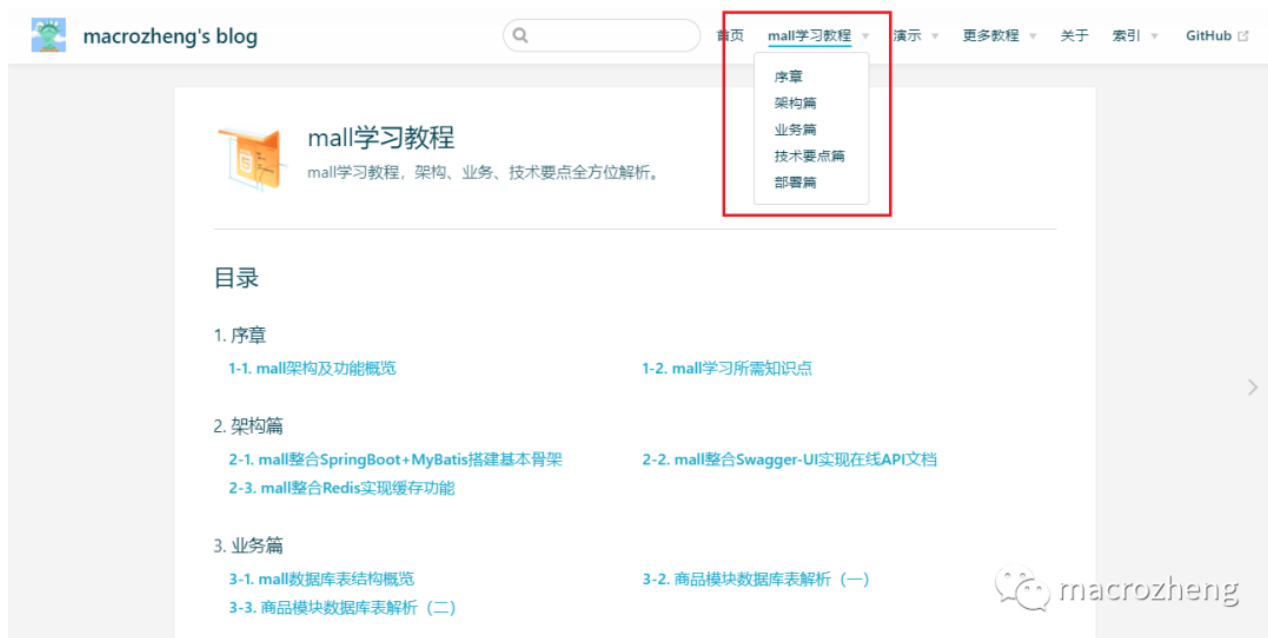 macrozheng's blog
首页 mall学习教程 演示 更多教程 关于 索引 GitHub
序章
架构篇
业务篇
技术要点篇
部署篇
mall学习教程
mall学习教程，架构、业务、技术要点全方位解析。
目录
1. 序章
1-1. mall架构及功能概览 1-2. mall学习所需知识点
2. 架构篇
2-1. mall整合SpringBoot+MyBatis搭建基本骨架 2-2. mall整合Swagger-UI实现在线API文档
2-3. mall整合Redis实现缓存功能
3. 业务篇
3-1. mall数据库表结构概览 3-2. 商品模块数据库表解析（一）
3-3. 商品模块数据库表解析（二）
macrozheng